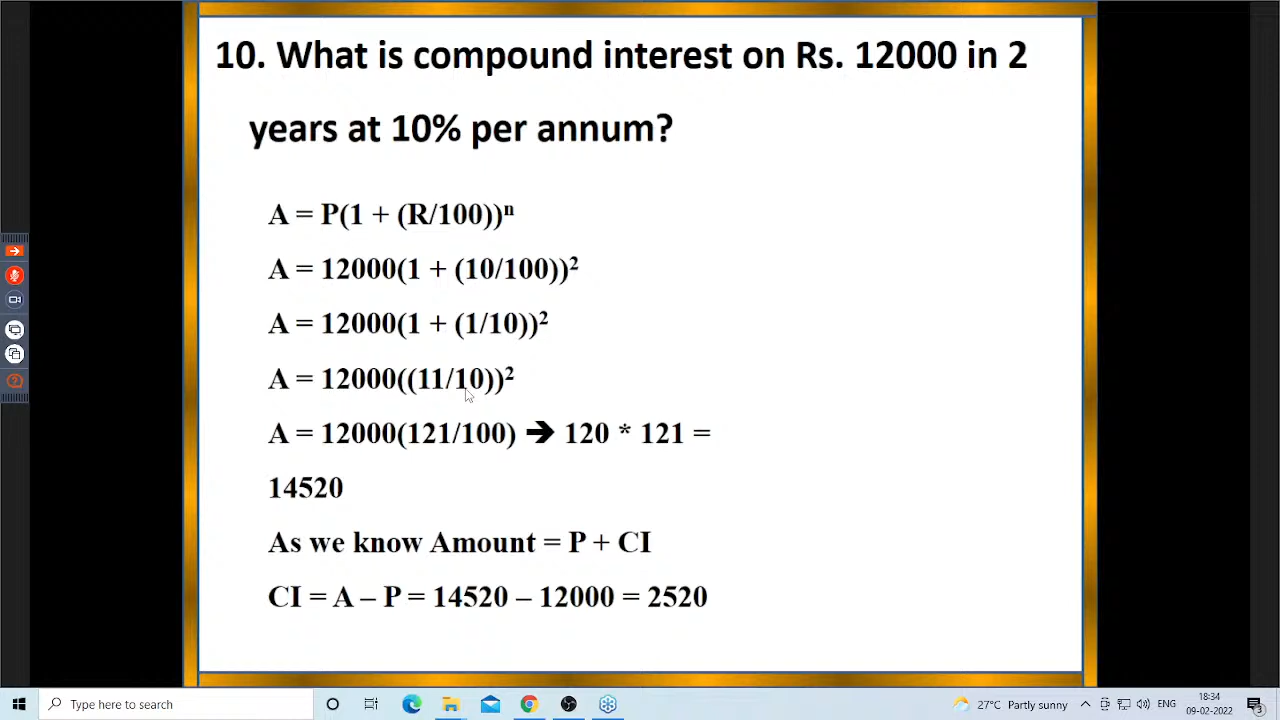 10. What is compound interest on Rs. 12000 in 2
years at 10% per annum?
A = P(1 + (R/100))ⁿ
A = 12000(1 + (10/100))²
A = 12000(1 + (1/10))²
A = 12000((11/10))²
A = 12000(121/100) ➔ 120 * 121 =
14520
As we know Amount = P + CI
CI = A – P = 14520 – 12000 = 2520
Type here to search
27°C Partly sunny
ENG
18:34
09-02-2022
3